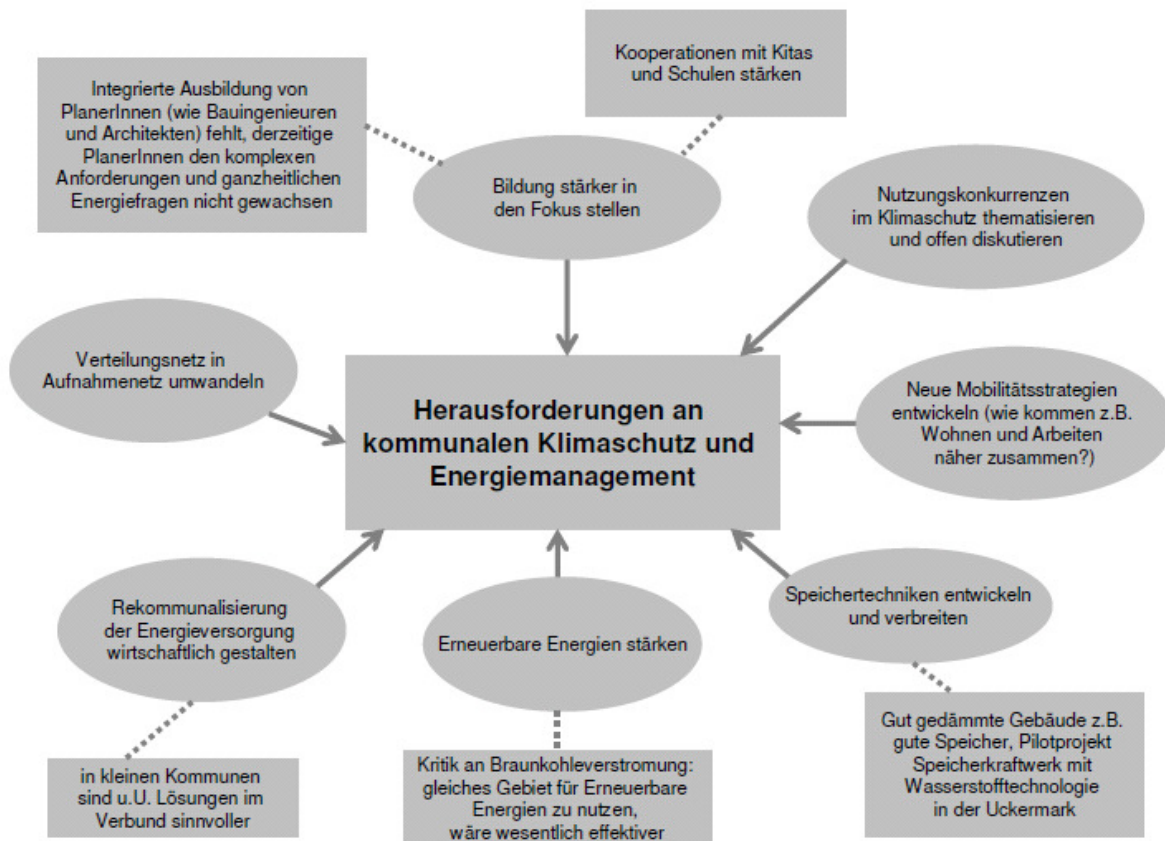 Kooperationen mit Kitas
und Schulen stärken
Integrierte Ausbildung von
PlanerInnen (wie Bauingenieuren
und Architekten) fehlt, derzeitige
PlanerInnen den komplexen
Anforderungen und ganzheitlichen
Energiefragen nicht gewachsen
Bildung stärker in
den Fokus stellen
Nutzungskonkurrenzen
im Klimaschutz thematisieren
und offen diskutieren
Verteilungsnetz in
Aufnahmenetz umwandeln
Herausforderungen an
kommunalen Klimaschutz und
Energiemanagement
Neue Mobilitätsstrategien
entwickeln (wie kommen z.B.
Wohnen und Arbeiten
näher zusammen?)
Rekommunalisierung
der Energieversorgung
wirtschaftlich gestalten
Erneuerbare Energien stärken
Speichertechniken entwickeln
und verbreiten
in kleinen Kommunen
sind u.U. Lösungen im
Verbund sinnvoller
Kritik an Braunkohleverstromung:
gleiches Gebiet für Erneuerbare
Energien zu nutzen,
wäre wesentlich effektiver
Gut gedämmte Gebäude z.B.
gute Speicher, Pilotprojekt
Speicherkraftwerk mit
Wasserstofftechnologie
in der Uckermark